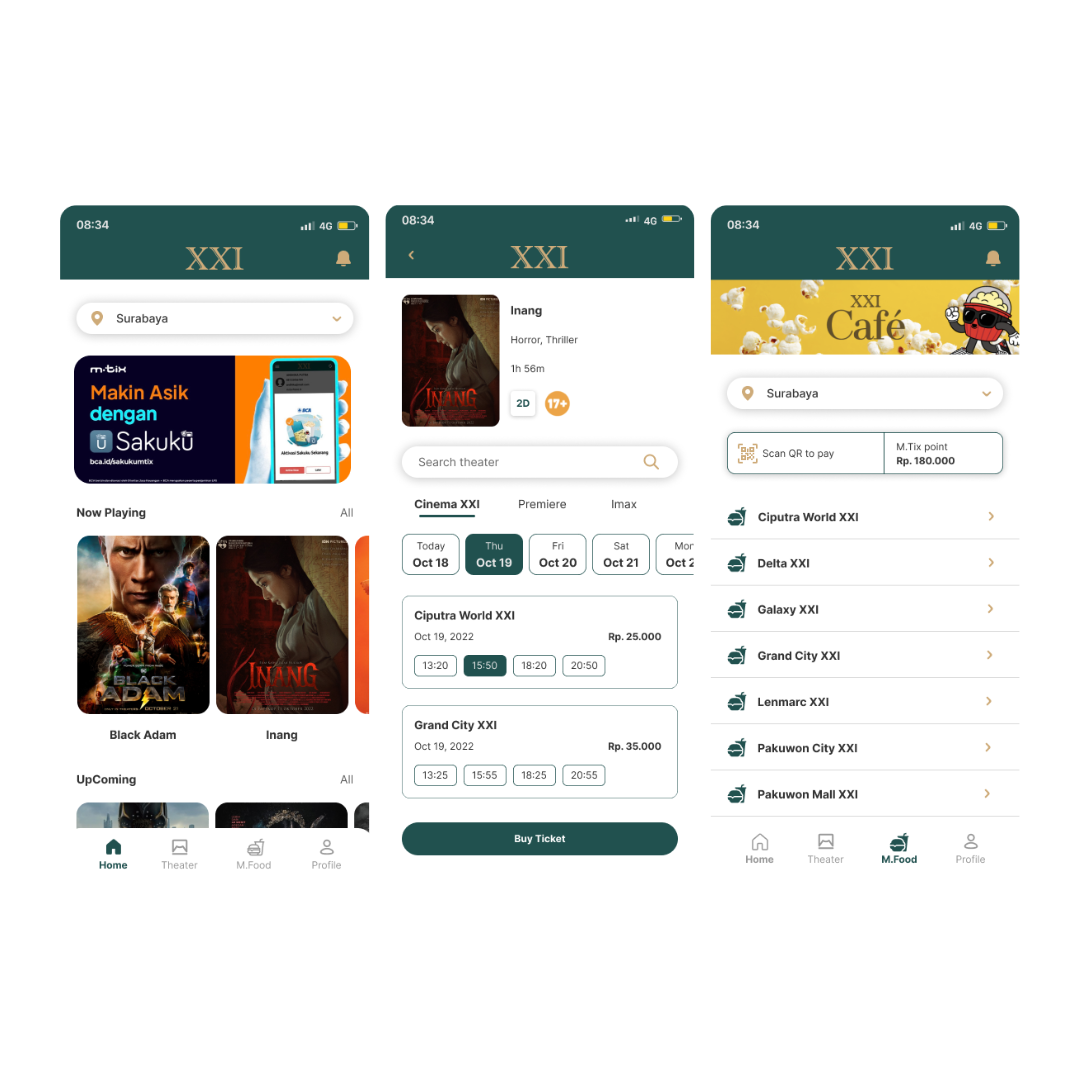 08:34
4G
XXI
Surabaya
m.tix
Makin Asik
dengan
Sakuku
bca.id/sakukumtix
BCA
Aktivasi Sakuku Sekarang
Now Playing
All
BLACK
ADAM
INANG
Black Adam
Inang
UpComing
All
Home
Theater
M.Food
Profile
08:34
4G
XXI
INANG
Inang
Horror, Thriller
1h 56m
2D
17+
Search theater
Cinema XXI
Premiere
Imax
Today
Oct 18
Thu
Oct 19
Fri
Oct 20
Sat
Oct 21
Mon
Oct 2
Ciputra World XXI
Oct 19, 2022
Rp. 25.000
13:20
15:50
18:20
20:50
Grand City XXI
Oct 19, 2022
Rp. 35.000
13:25
15:55
18:25
20:55
Buy Ticket
08:34
4G
XXI
XXI
Café
Surabaya
Scan QR to pay
M.Tix point
Rp. 180.000
Ciputra World XXI
Delta XXI
Galaxy XXI
Grand City XXI
Lenmarc XXI
Pakuwon City XXI
Pakuwon Mall XXI
Home
Theater
M.Food
Profile